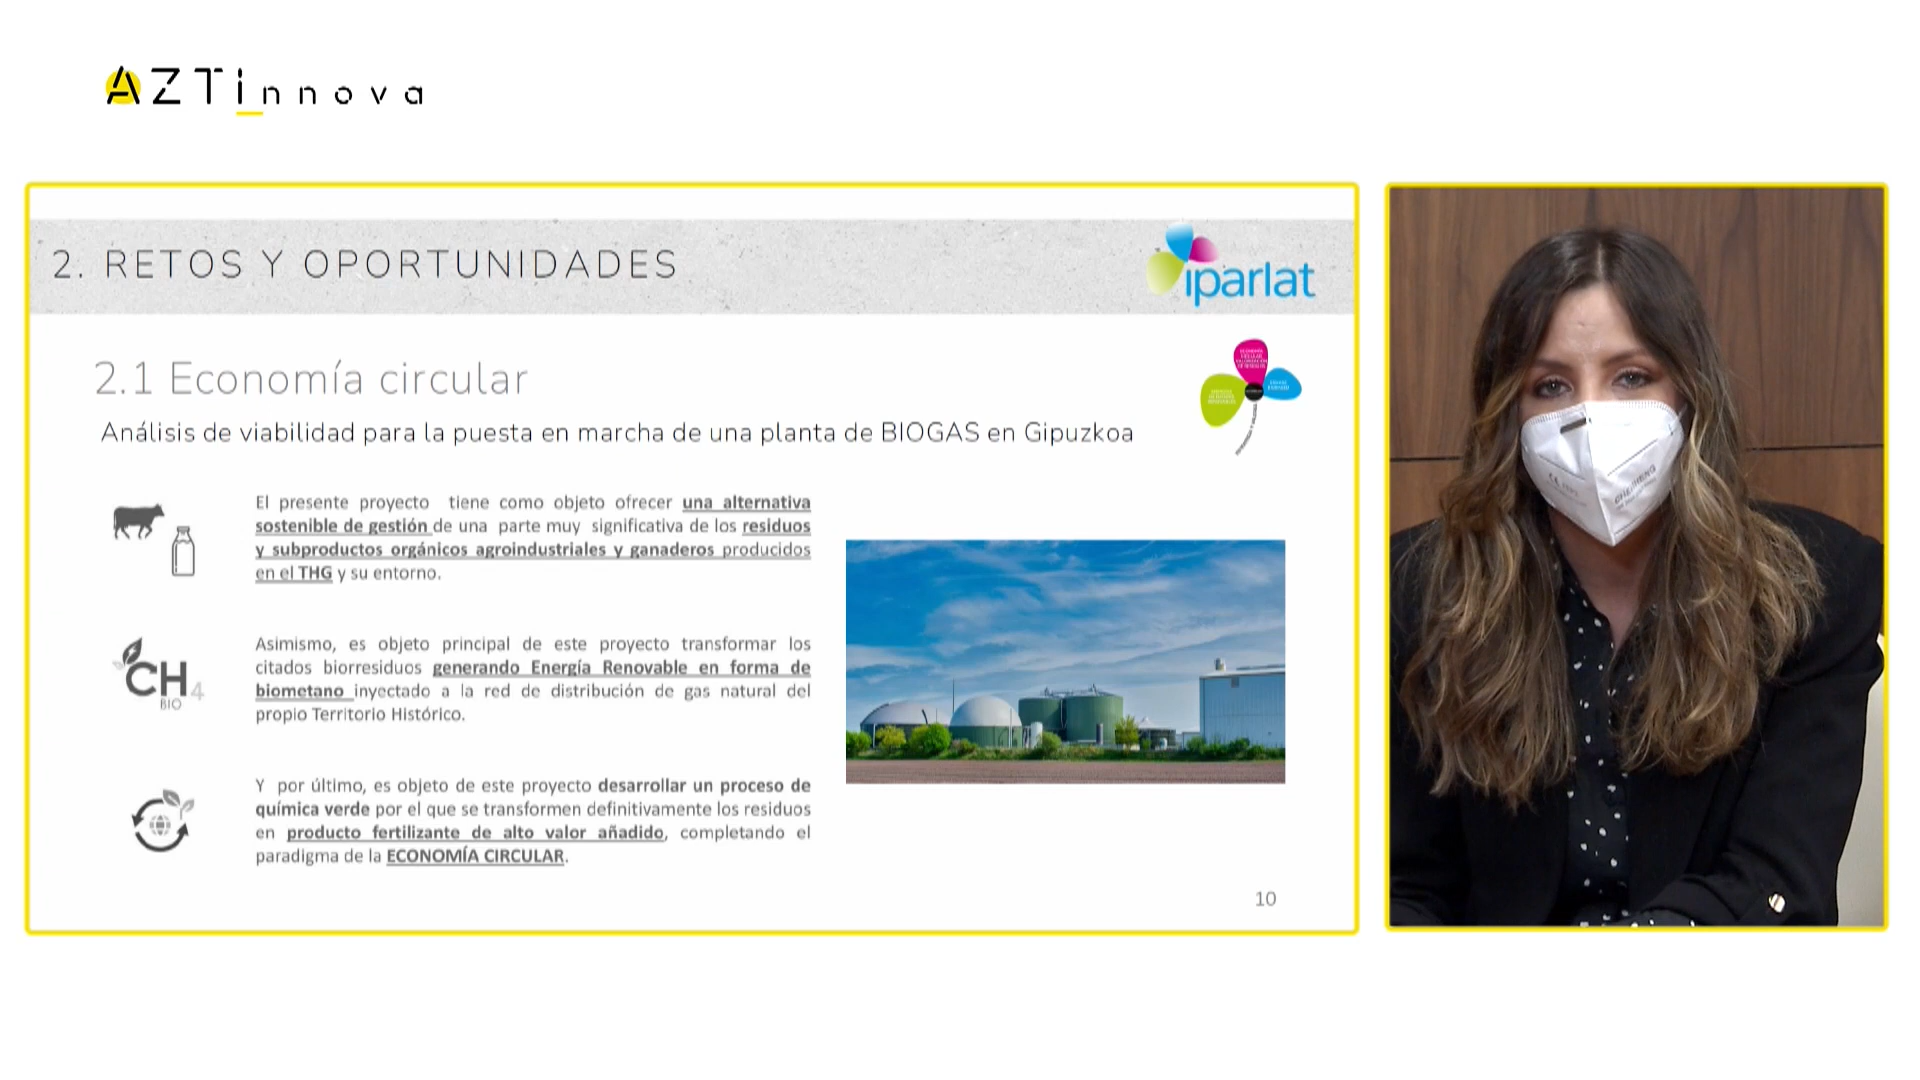 AZTInnova
2. RETOS Y OPORTUNIDADES
iparlat
2.1 Economía circular
Análisis de viabilidad para la puesta en marcha de una planta de BIOGAS en Gipuzkoa
El presente proyecto tiene como objeto ofrecer una alternativa
sostenible de gestión de una parte muy significativa de los residuos
y subproductos orgánicos agroindustriales y ganaderos producidos
en el THG y su entorno.
CH4
BIO
Asimismo, es objeto principal de este proyecto transformar los
citados biorresiduos generando Energía Renovable en forma de
biometano inyectado a la red de distribución de gas natural del
propio Territorio Histórico.
Y por último, es objeto de este proyecto desarrollar un proceso de
química verde por el que se transformen definitivamente los residuos
en producto fertilizante de alto valor añadido, completando el
paradigma de la ECONOMÍA CIRCULAR.
10